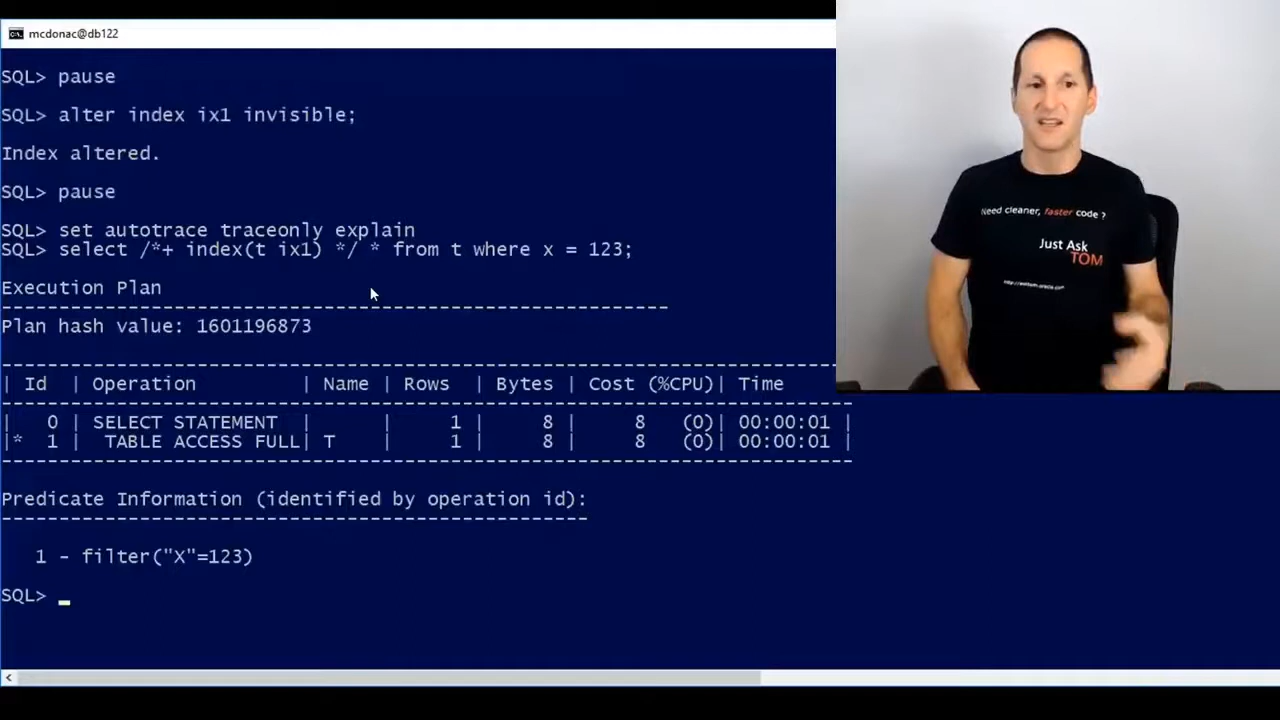 mcdonac@db122
SQL> pause
SQL> alter index ix1 invisible;
Index altered.
SQL> pause
SQL> set autotrace traceonly explain
SQL> select /*+ index(t ix1) */ * from t where x = 123;
Execution Plan
----------------------------------------------------------
Plan hash value: 1601196873
| Id | Operation | Name | Rows | Bytes | Cost (%CPU)| Time
| 0 | SELECT STATEMENT | | 1 | 8 | 8 (0)| 00:00:01 |
|* 1 | TABLE ACCESS FULL| T | 1 | 8 | 8 (0)| 00:00:01 |
Predicate Information (identified by operation id):
---------------------------------------------------
1 - filter("X"=123)
SQL>
Need cleaner, faster code ?
Just Ask
TOM